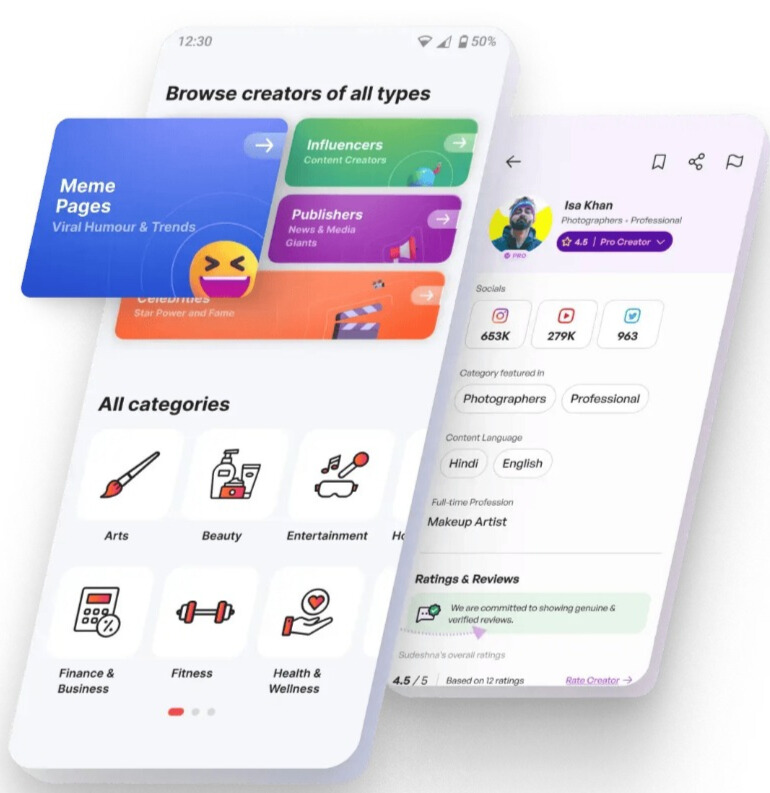 12:30
50%
Browse creators of all types
Meme
Pages
Viral Humour & Trends
Influencers
Content Creators
Publishers
News & Media
Giants
Celebrities
Star Power and Fame
All categories
Arts
Beauty
Entertainment
Finance &
Business
Fitness
Health &
Wellness
Isa Khan
Photographers • Professional
4.5 | Pro Creator
PRO
Socials
653K
279K
963
Category featured in
Photographers
Professional
Content Language
Hindi
English
Full-time Profession
Makeup Artist
Ratings & Reviews
We are committed to showing genuine &
verified reviews.
Sudeshna's overall ratings
4.5 / 5
Based on 12 ratings
Rate Creator